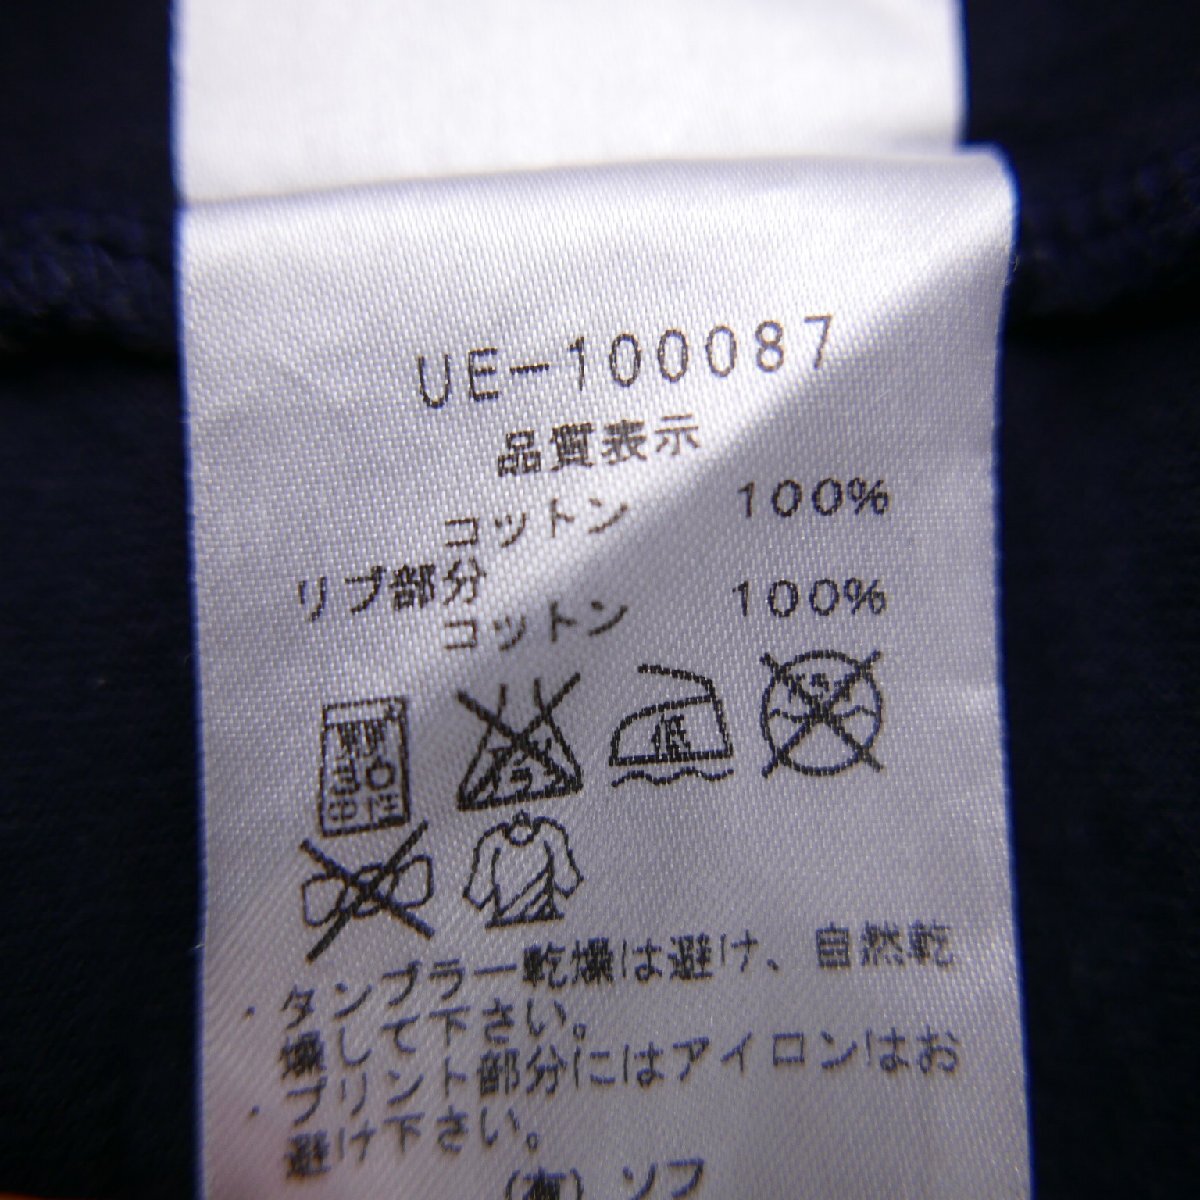 UE-100087
品質表示
コットン 100%
リブ部分
コットン 100%
低
・タンブラー乾燥は避け、自然乾
燥して下さい。
・プリント部分にはアイロンはお
避け下さい。
(有)ソフ